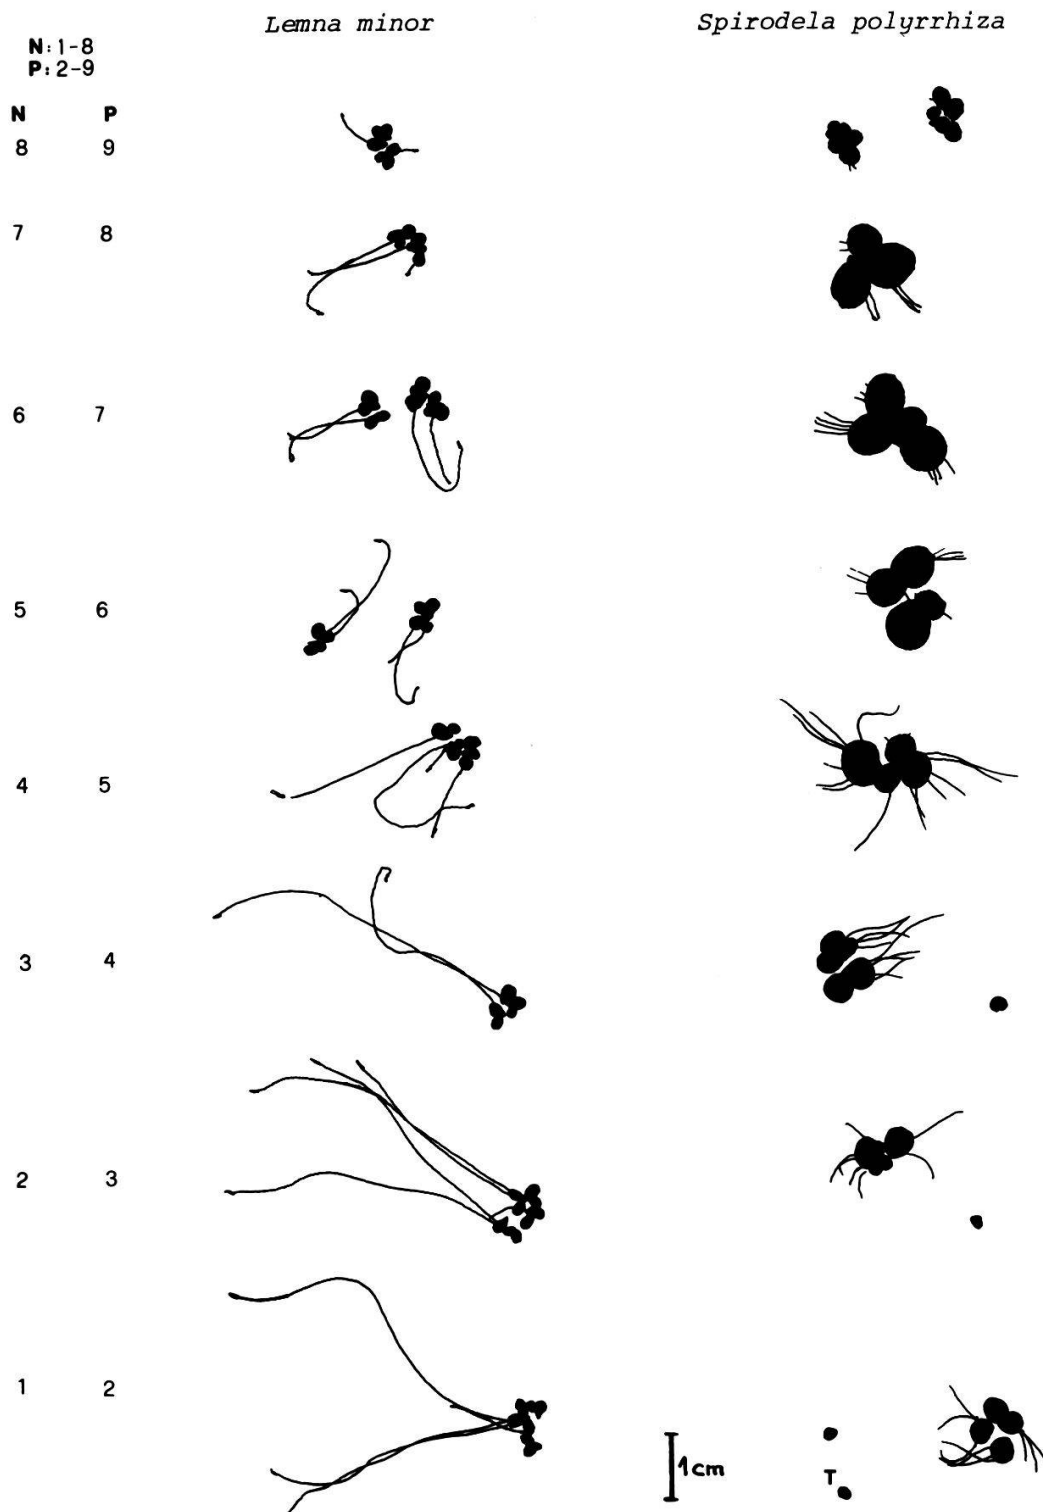 Lemna minor
Spirodela polyrrhiza
N:1-8
P:2-9
N P
8 9
7 8
6 7
5 6
4 5
3 4
2 3
1 2
1cm
T